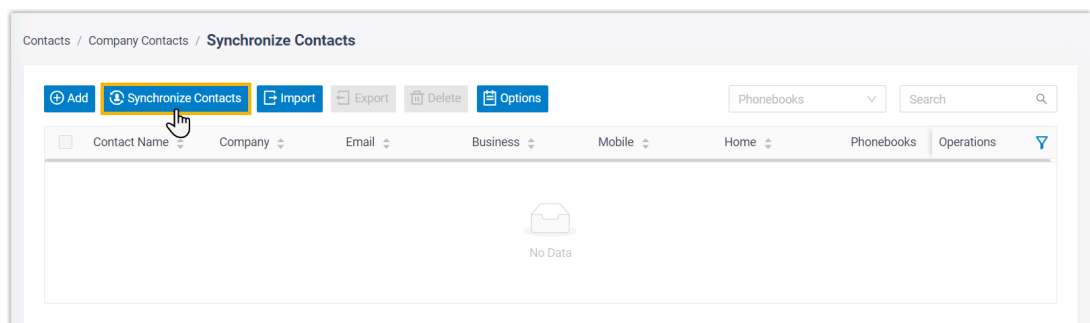 Contacts / Company Contacts / Synchronize Contacts
Add Synchronize Contacts Import Export Delete Options Phonebooks Search
Contact Name Company Email Business Mobile Home Phonebooks Operations
No Data